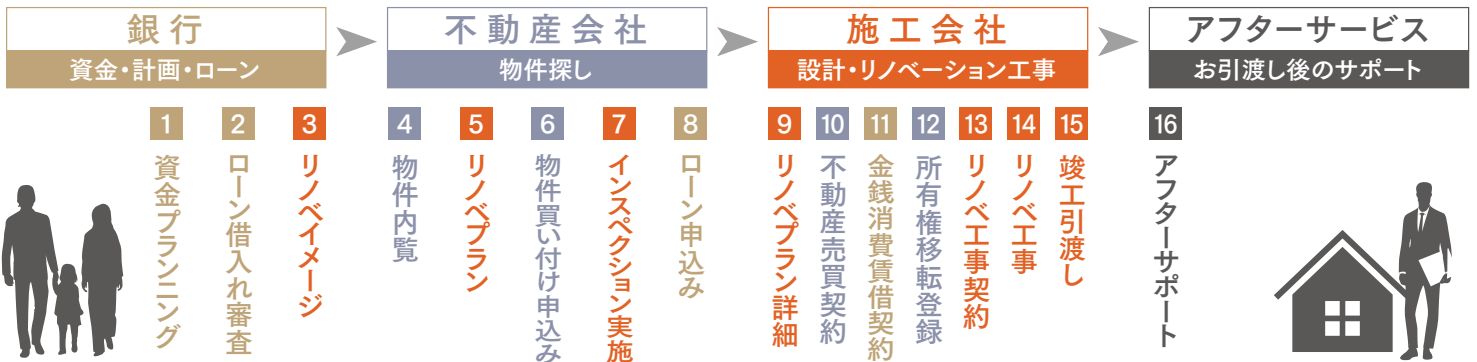 銀行
資金・計画・ローン
不動産会社
物件探し
施工会社
設計・リノベーション工事
アフターサービス
お引渡し後のサポート
1
資金プランニング
2
ローン借入れ審査
3
リノベイメージ
4
物件内覧
5
リノベプラン
6
物件買い付け申込み
7
インスペクション実施
8
ローン申込み
9
リノベプラン詳細
10
不動産売買契約
11
金銭消費賃借契約
12
所有権移転登録
13
リノベ工事契約
14
リノベ工事
15
竣工引渡し
16
アフターサポート